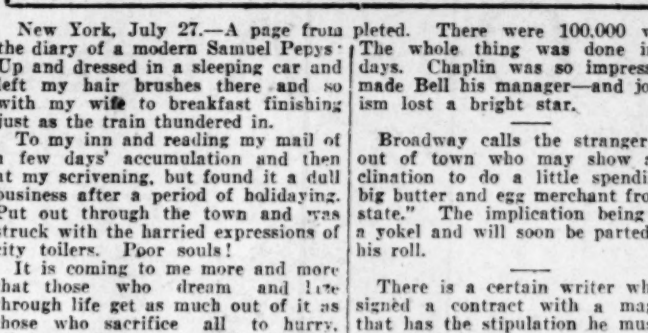 New York, July 27.—A page from
the diary of a modern Samuel Pepys
Up and dressed in a sleeping car and
left my hair brushes there and so
with my wife to breakfast finishing
just as the train thundered in.
To my inn and reading my mail of
a few days' accumulation and then
at my scrivening, but found it a dull
business after a period of holidaying.
Put out through the town and was
struck with the harried expressions of
city toilers. Poor souls!
It is coming to me more and more
that those who dream and laze
through life get as much out of it as
those who sacrifice all to hurry.
pleted. There were 100,000
The whole thing was done
days. Chaplin was so
made Bell his manager—and
ism lost a bright star.
Broadway calls the stranger
out of town who may show
clination to do a little
big butter and egg merchant
state." The implication being
a yokel and will soon be parted
his roll.
There is a certain writer
signed a contract with a
that has the stipulation he